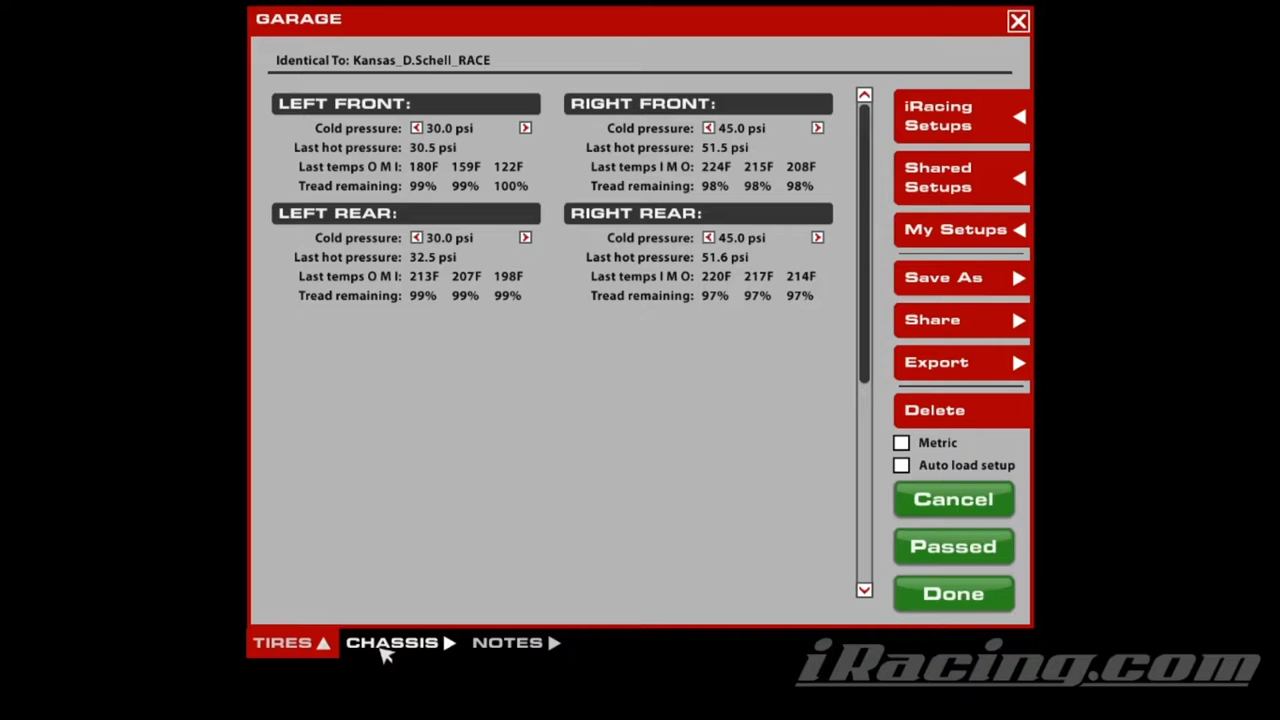 GARAGE
Identical To: Kansas_D.Schell_RACE
LEFT FRONT:
Cold pressure: 30.0 psi
Last hot pressure: 30.5 psi
Last temps O M I: 180F 159F 122F
Tread remaining: 99% 99% 100%
RIGHT FRONT:
Cold pressure: 45.0 psi
Last hot pressure: 51.5 psi
Last temps I M O: 224F 215F 208F
Tread remaining: 98% 98% 98%
LEFT REAR:
Cold pressure: 30.0 psi
Last hot pressure: 32.5 psi
Last temps O M I: 213F 207F 198F
Tread remaining: 99% 99% 99%
RIGHT REAR:
Cold pressure: 45.0 psi
Last hot pressure: 51.6 psi
Last temps I M O: 220F 217F 214F
Tread remaining: 97% 97% 97%
iRacing
Setups
Shared
Setups
My Setups
Save As
Share
Export
Delete
Metric
Auto load setup
Cancel
Passed
Done
TIRES CHASSIS NOTES
iRacing.com